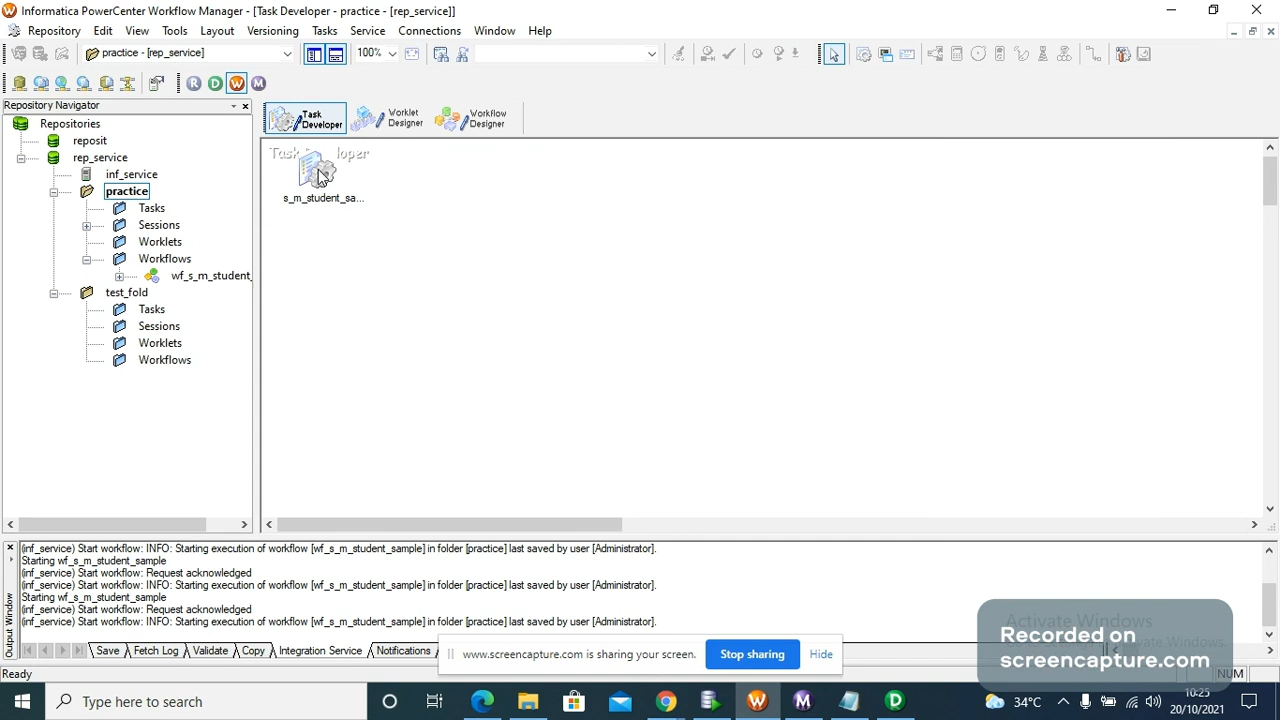 Informatica PowerCenter Workflow Manager - [Task Developer - practice - [rep_service]]
Repository Edit View Tools Layout Versioning Tasks Service Connections Window Help
practice - [rep_service] 100%
R D W M
Repository Navigator
Task Developer
Worklet Designer
Workflow Designer
Repositories
reposit
rep_service
inf_service
practice
Tasks
Sessions
Worklets
Workflows
wf_s_m_student_
test_fold
Tasks
Sessions
Worklets
Workflows
s_m_student_sa...
(inf_service) Start workflow: INFO: Starting execution of workflow [wf_s_m_student_sample] in folder [practice] last saved by user [Administrator].
Starting wf_s_m_student_sample
(inf_service) Start workflow: Request acknowledged
(inf_service) Start workflow: INFO: Starting execution of workflow [wf_s_m_student_sample] in folder [practice] last saved by user [Administrator].
Starting wf_s_m_student_sample
(inf_service) Start workflow: Request acknowledged
(inf_service) Start workflow: INFO: Starting execution of workflow [wf_s_m_student_sample] in folder [practice] last saved by user [Administrator].
Output Window
Save Fetch Log Validate Copy Integration Service Notifications
www.screencapture.com is sharing your screen. Stop sharing Hide
Activate Windows
Recorded on
screencapture.com
Ready
NUM
Type here to search
34°C
10:25
20/10/2021